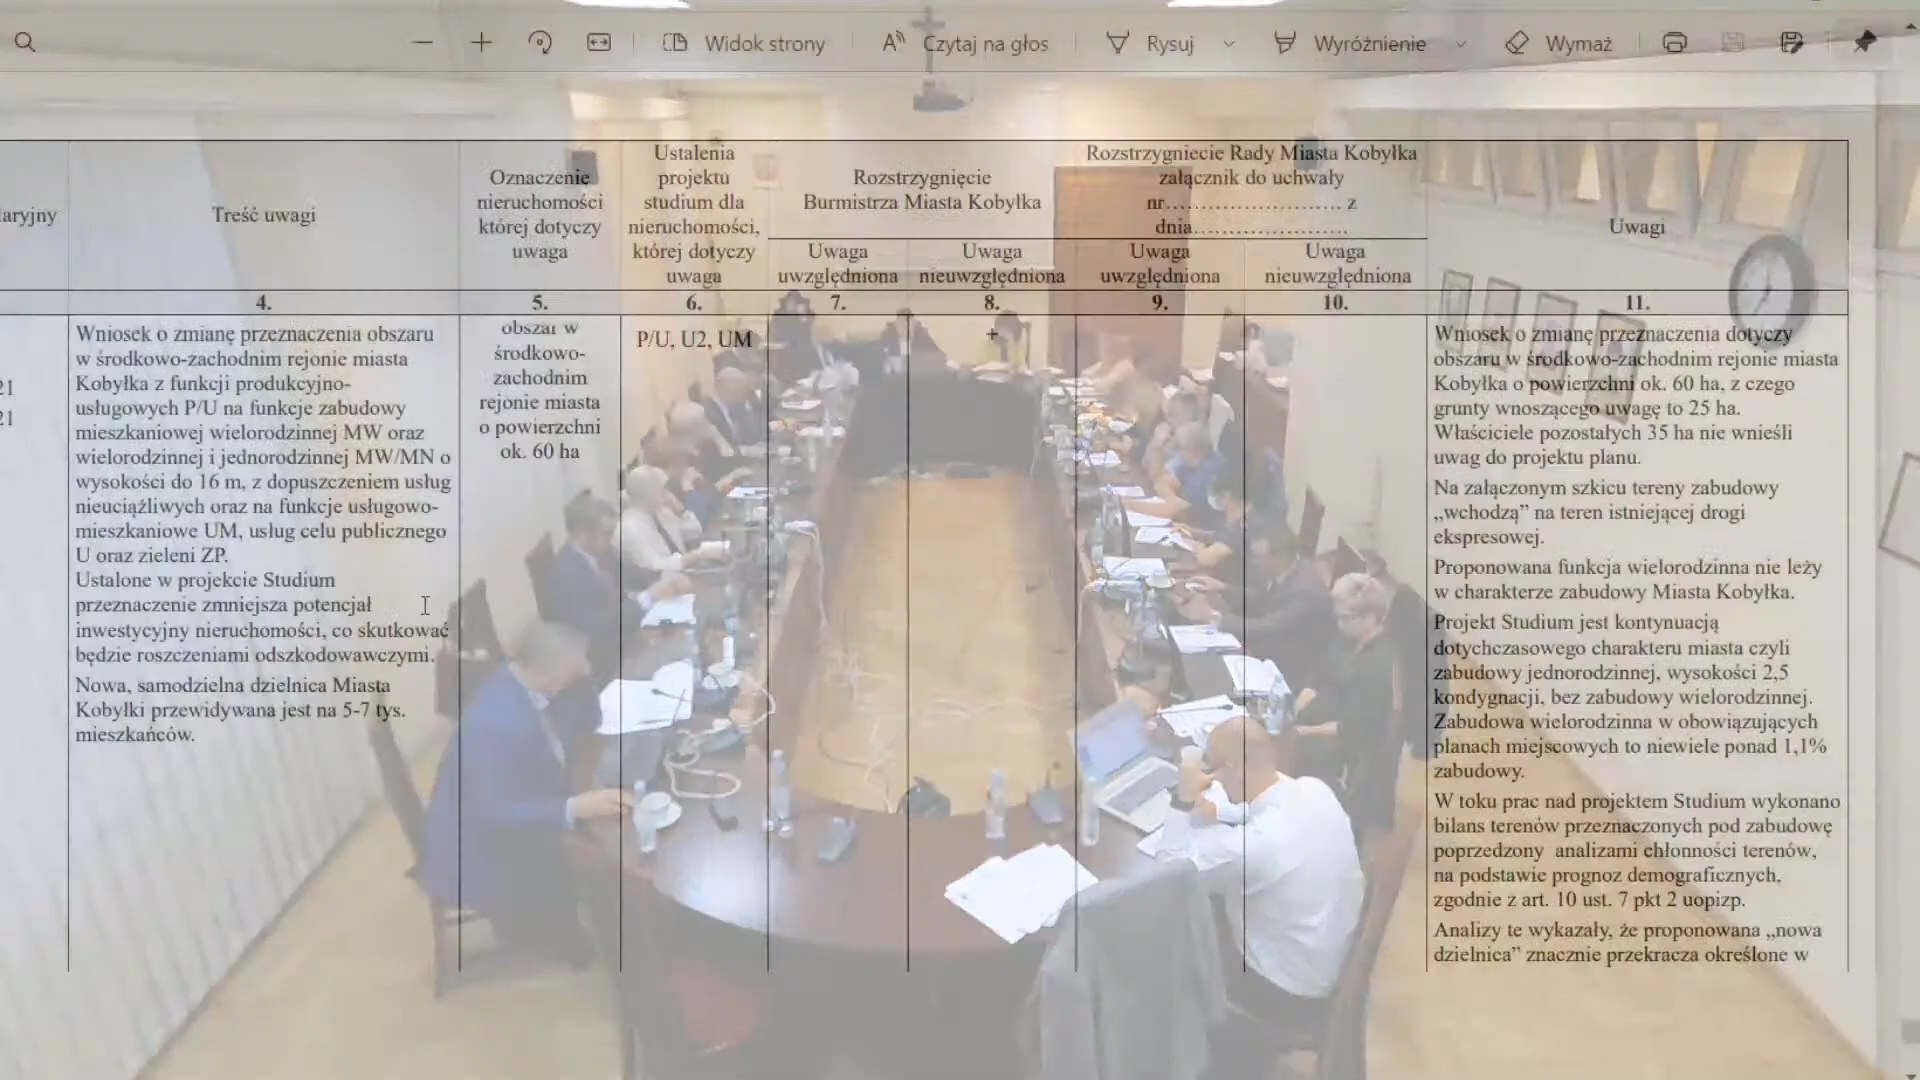 Widok strony
Czytaj na głos
Rysuj
Wyróżnienie
Wymaż
laryjny
Treść uwagi
Oznaczenie
nieruchomości
której dotyczy
uwaga
Ustalenia
projektu
studium dla
nieruchomości,
której dotyczy
uwaga
Rozstrzygnięcie
Burmistrza Miasta Kobyłka
Uwaga
uwzględniona
Uwaga
nieuwzględniona
Rozstrzygniecie Rady Miasta Kobyłka
załącznik do uchwały
nr........................ z
dnia......................
Uwaga
uwzględniona
Uwaga
nieuwzględniona
Uwagi
4. 5. 6. 7. 8. 9. 10. 11.
21
21
Wniosek o zmianę przeznaczenia obszaru
w środkowo-zachodnim rejonie miasta
Kobyłka z funkcji produkcyjno-
usługowych P/U na funkcje zabudowy
mieszkaniowej wielorodzinnej MW oraz
wielorodzinnej i jednorodzinnej MW/MN o
wysokości do 16 m, z dopuszczeniem usług
nieuciążliwych oraz na funkcje usługowo-
mieszkaniowe UM, usług celu publicznego
U oraz zieleni ZP.
Ustalone w projekcie Studium
przeznaczenie zmniejsza potencjał
inwestycyjny nieruchomości, co skutkować
będzie roszczeniami odszkodowawczymi.
Nowa, samodzielna dzielnica Miasta
Kobyłki przewidywana jest na 5-7 tys.
mieszkańców.
obszar w
środkowo-
zachodnim
rejonie miasta
o powierzchni
ok. 60 ha
P/U, U2, UM
+
Wniosek o zmianę przeznaczenia dotyczy
obszaru w środkowo-zachodnim rejonie miasta
Kobyłka o powierzchni ok. 60 ha, z czego
grunty wnoszącego uwagę to 25 ha.
Właściciele pozostałych 35 ha nie wnieśli
uwag do projektu planu.
Na załączonym szkicu tereny zabudowy
„wchodzą” na teren istniejącej drogi
ekspresowej.
Proponowana funkcja wielorodzinna nie leży
w charakterze zabudowy Miasta Kobyłka.
Projekt Studium jest kontynuacją
dotychczasowego charakteru miasta czyli
zabudowy jednorodzinnej, wysokości 2,5
kondygnacji, bez zabudowy wielorodzinnej.
Zabudowa wielorodzinna w obowiązujących
planach miejscowych to niewiele ponad 1,1%
zabudowy.
W toku prac nad projektem Studium wykonano
bilans terenów przeznaczonych pod zabudowę
poprzedzony analizami chłonności terenów,
na podstawie prognoz demograficznych,
zgodnie z art. 10 ust. 7 pkt 2 uopizp.
Analizy te wykazały, że proponowana „nowa
dzielnica” znacznie przekracza określone w